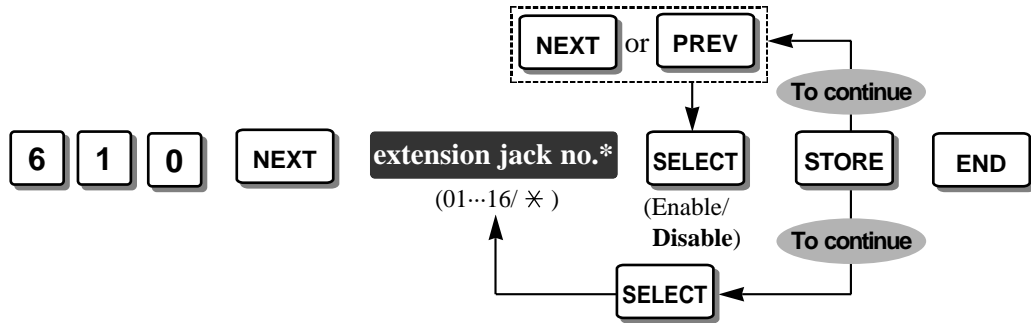 NEXT or PREV
To continue
6 1 0 NEXT extension jack no.* SELECT STORE END
(01···16/ ✳ )
(Enable/
Disable)
To continue
SELECT